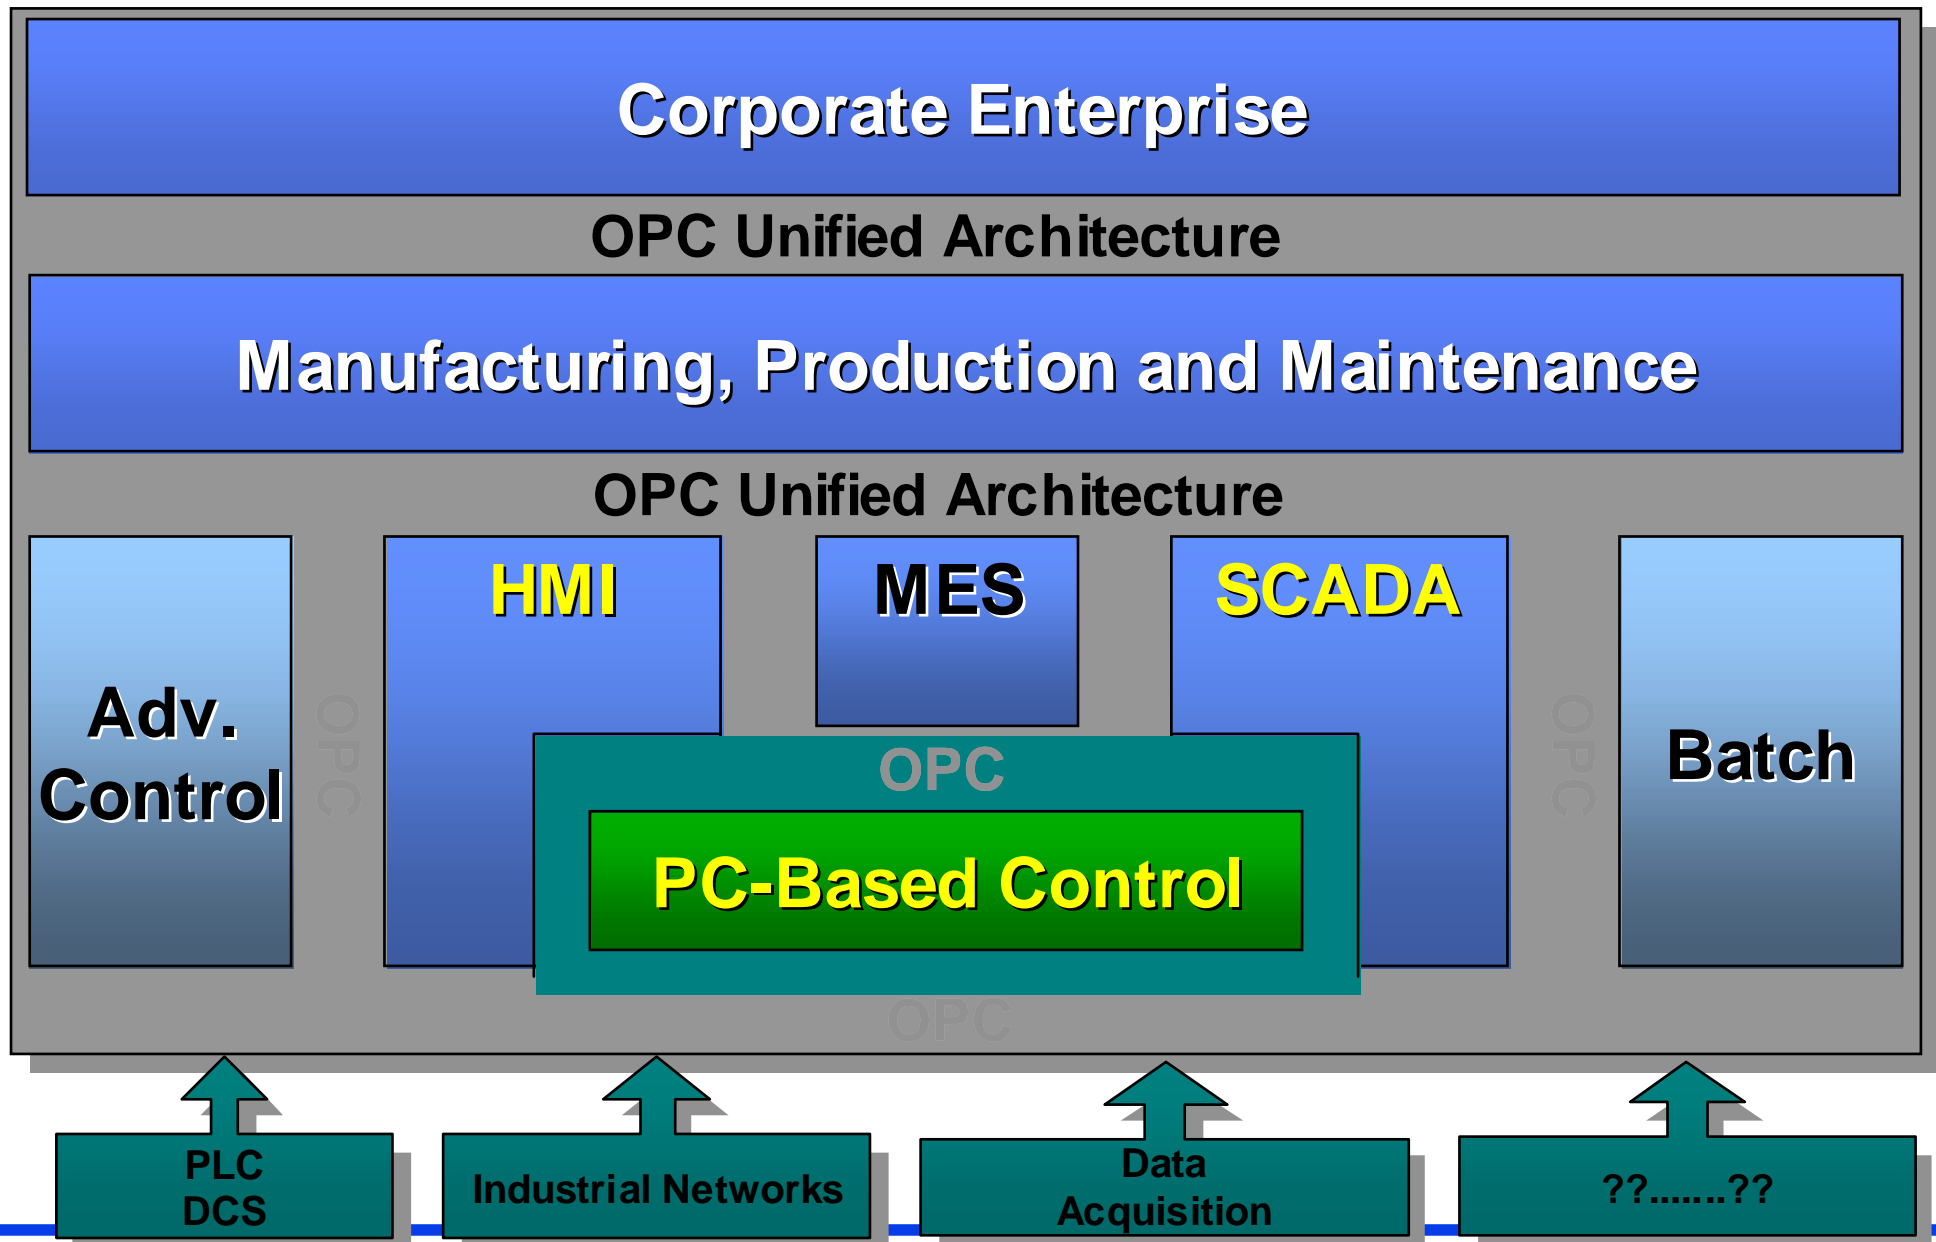 Corporate Enterprise
OPC Unified Architecture
Manufacturing, Production and Maintenance
OPC Unified Architecture
HMI
MES
SCADA
Adv.
Control
OPC
OPC
OPC
Batch
PC-Based Control
OPC
PLC
DCS
Industrial Networks
Data
Acquisition
??.......??